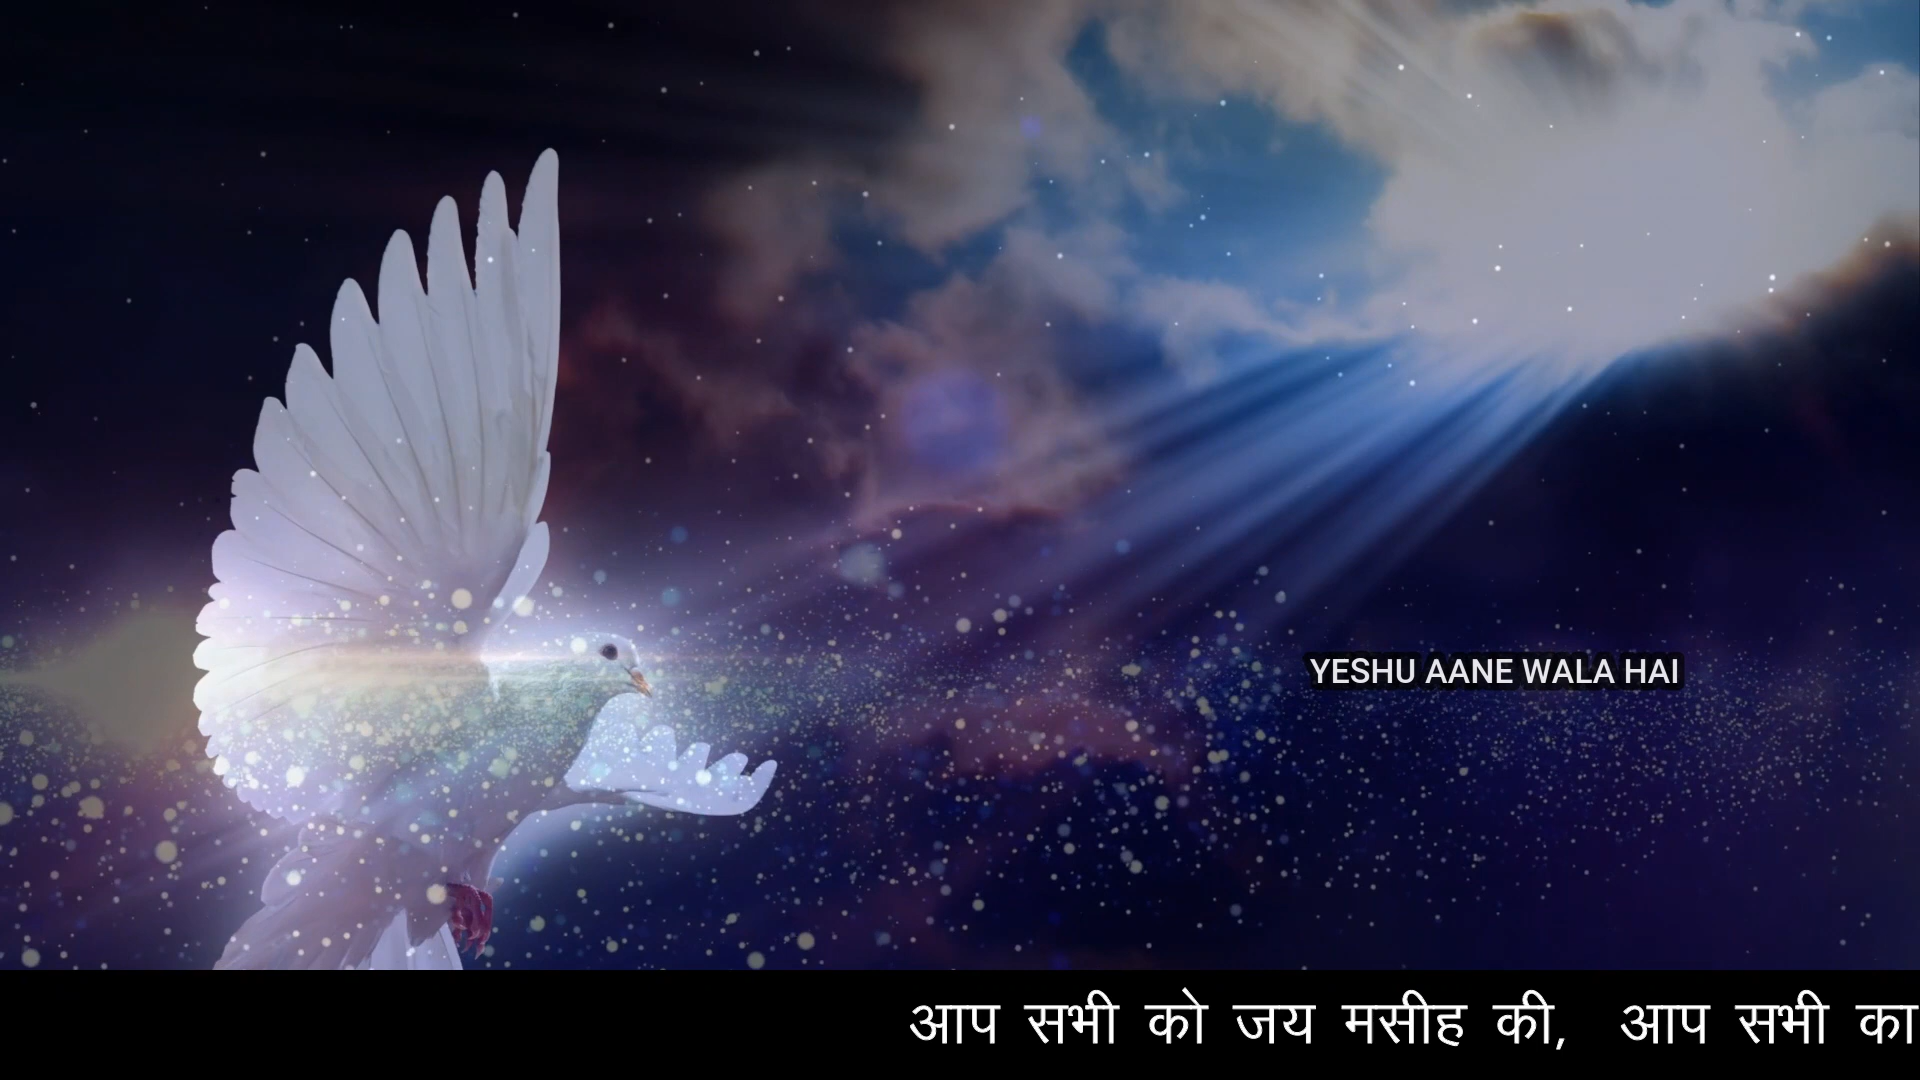 YESHU AANE WALA HAI
आप सभी को जय मसीह की, आप सभी का